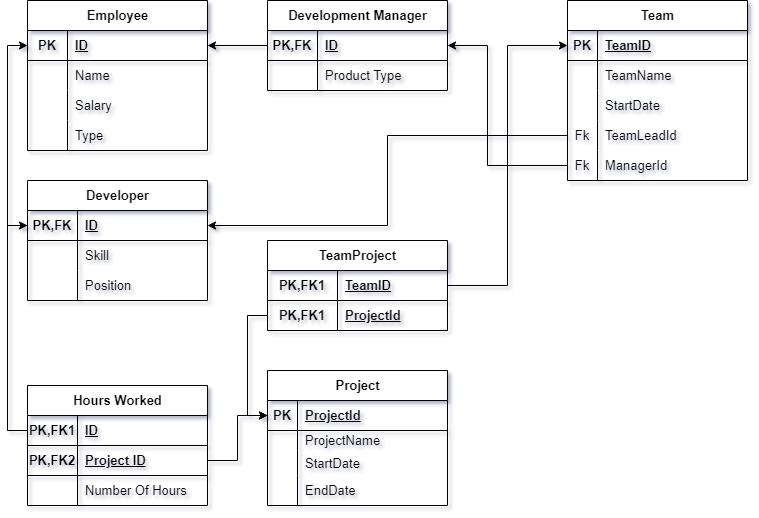 Employee
PK ID
Name
Salary
Type
Development Manager
PK,FK ID
Product Type
Team
PK TeamID
TeamName
StartDate
Fk TeamLeadId
Fk ManagerId
Developer
PK,FK ID
Skill
Position
TeamProject
PK,FK1 TeamID
PK,FK1 ProjectId
Hours Worked
PK,FK1 ID
PK,FK2 Project ID
Number Of Hours
Project
PK ProjectId
ProjectName
StartDate
EndDate